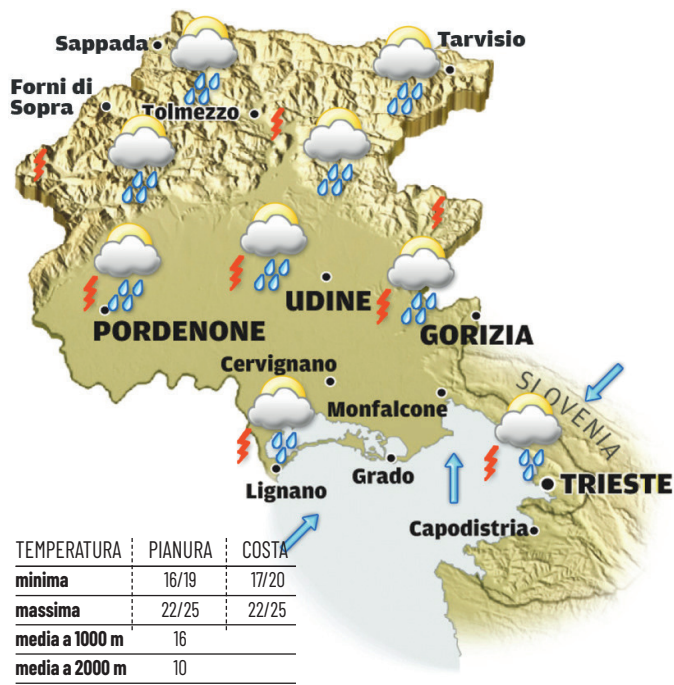 Sappada
Tarvisio
Forni di
Sopra
Tolmezzo
UDINE
PORDENONE
GORIZIA
Cervignano
SLOVENIA
Monfalcone
Grado
Lignano
TRIESTE
Capodistria
TEMPERATURA PIANURA COSTA
minima 16/19 17/20
massima 22/25 22/25
media a 1000 m 16
media a 2000 m 10